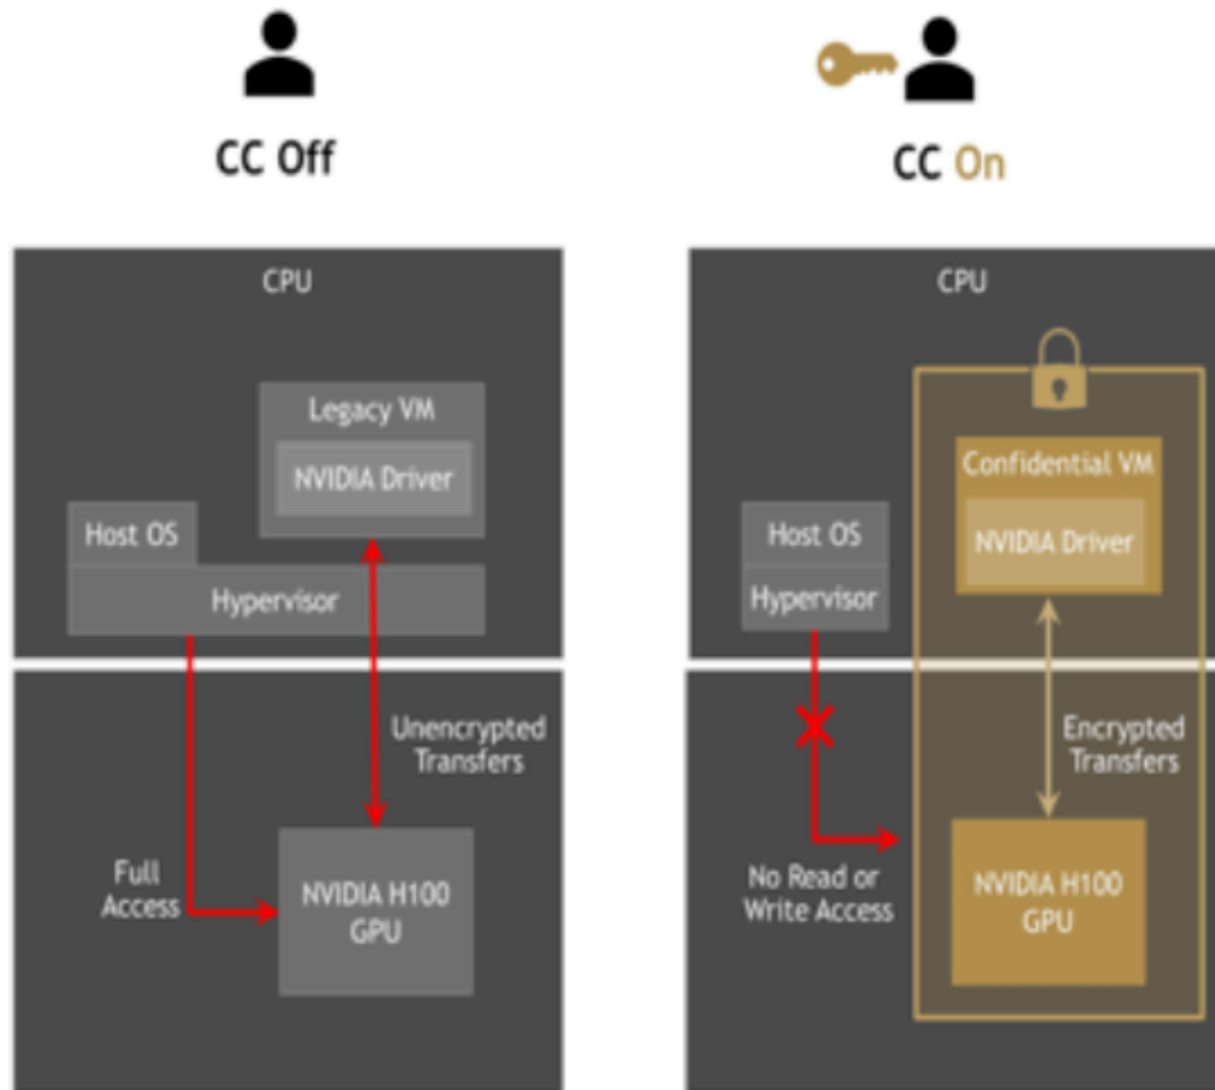 CC Off
CPU
Legacy VM
NVIDIA Driver
Host OS
Hypervisor
Unencrypted
Transfers
Full
Access
NVIDIA H100
GPU
CC On
CPU
Confidential VM
NVIDIA Driver
Host OS
Hypervisor
Encrypted
Transfers
No Read or
Write Access
NVIDIA H100
GPU